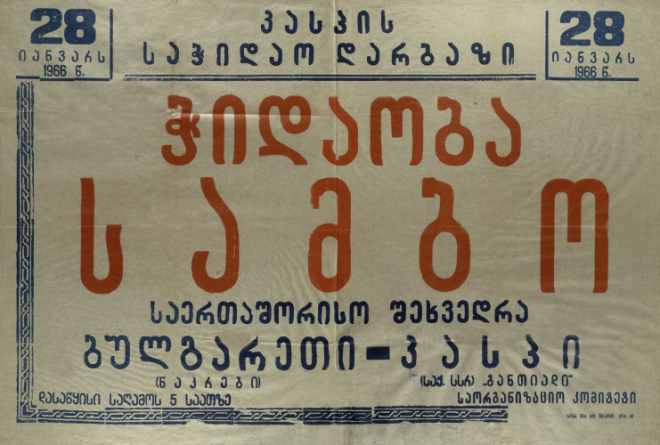 28
იანვარს
1966 წ.
კასპის
საჭიდაო დარბაზი
28
იანვარს
1966 წ.
ჭიდაობა
სამბო
საერთაშორისო შეხვედრა
ბულგარეთი - კასპი
(ნაკრები)
(საქ. სსრ) „განთიადი"
დასაწყისი საღამოს 5 საათზე
საორგანიზაციო კომიტეტი